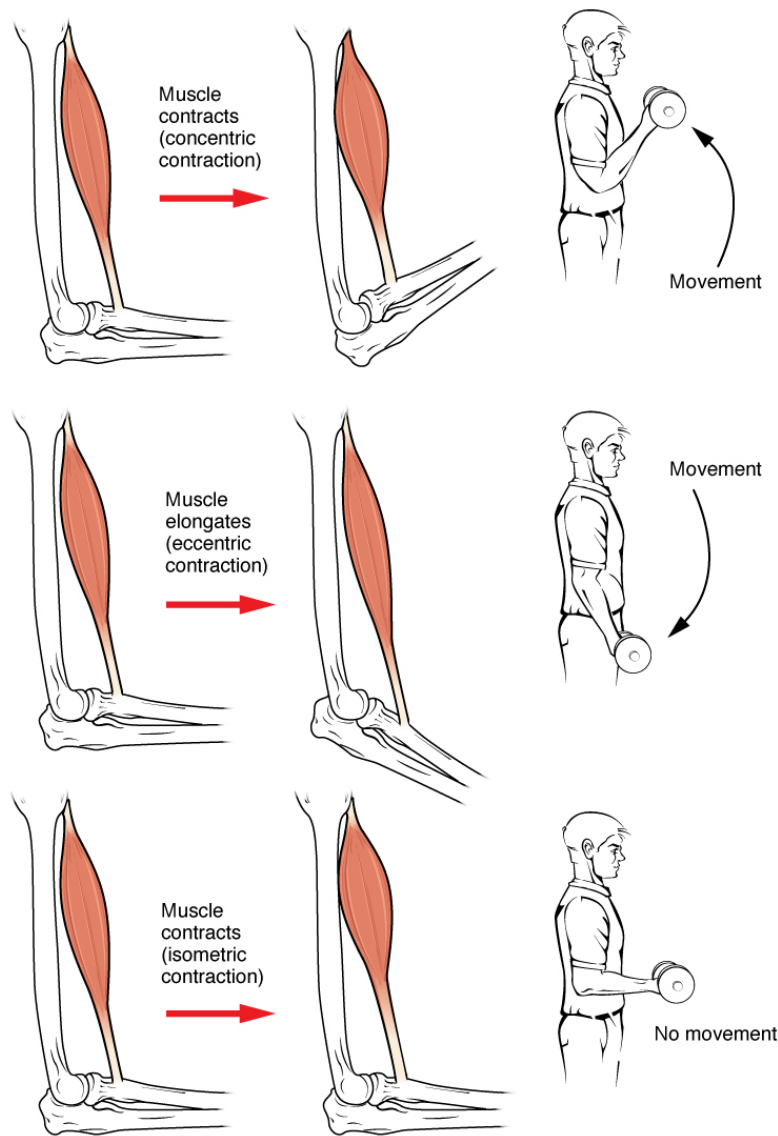 Muscle
contracts
(concentric
contraction)
Movement
Muscle
elongates
(eccentric
contraction)
Movement
Muscle
contracts
(isometric
contraction)
No movement